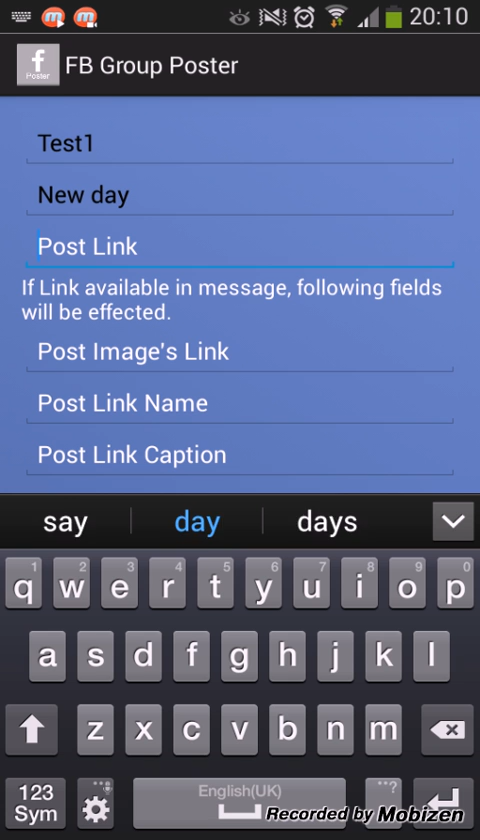 20:10
f
Poster
FB Group Poster
Test1
New day
Post Link
If Link available in message, following fields
will be effected.
Post Image's Link
Post Link Name
Post Link Caption
say day days
1 2 3 4 5 6 7 8 9 0
q w e r t y u i o p
a s d f g h j k l
z x c v b n m
123
Sym
English(UK)
...?
Recorded by Mobizen